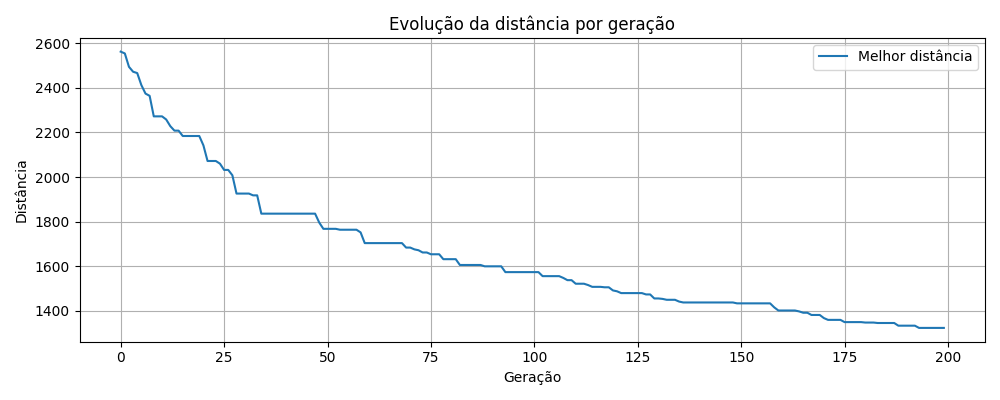 Evolução da distância por geração
Melhor distância
Distância
2600
2400
2200
2000
1800
1600
1400
0 25 50 75 100 125 150 175 200
Geração